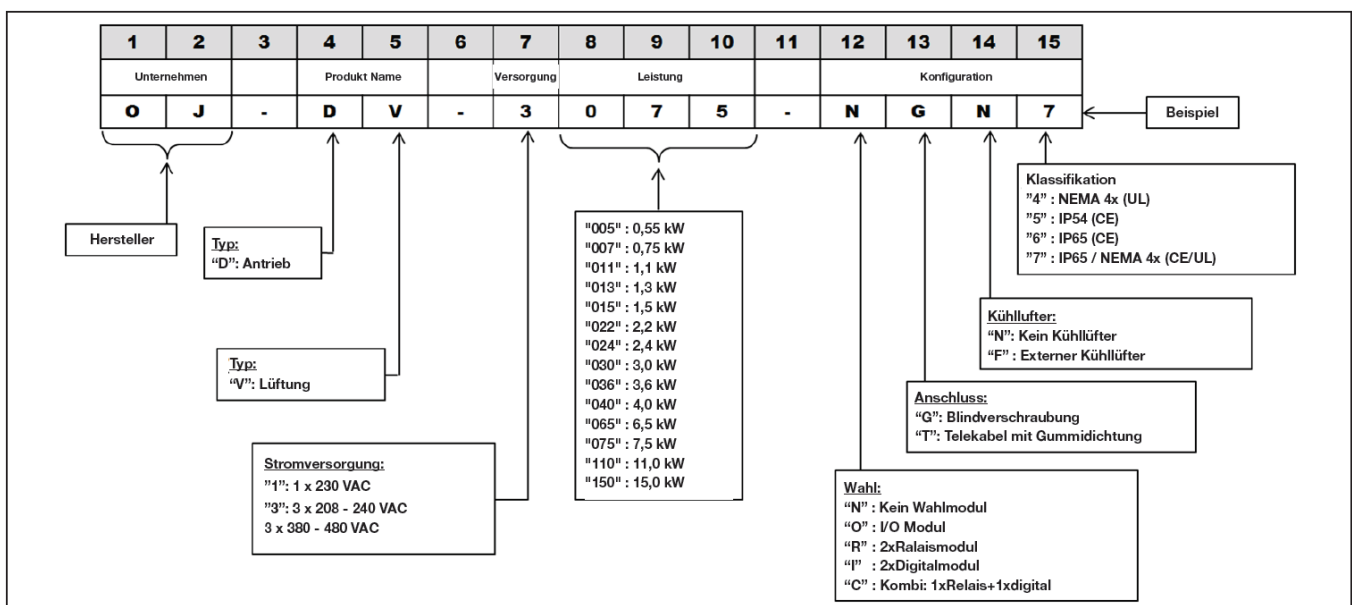 1 2 3 4 5 6 7 8 9 10 11 12 13 14 15
Unternehmen Produkt Name Versorgung Leistung Konfiguration
O J - D V - 3 0 7 5 - N G N 7
Beispiel
Hersteller
Typ:
“D”: Antrieb
Typ:
“V”: Lüftung
Stromversorgung:
”1”: 1 x 230 VAC
”3”: 3 x 208 - 240 VAC
3 x 380 - 480 VAC
"005" : 0,55 kW
"007" : 0,75 kW
"011" : 1,1 kW
"013" : 1,3 kW
"015" : 1,5 kW
"022" : 2,2 kW
"024" : 2,4 kW
"030" : 3,0 kW
"036" : 3,6 kW
"040" : 4,0 kW
"065" : 6,5 kW
"075" : 7,5 kW
"110" : 11,0 kW
"150" : 15,0 kW
Klassifikation
”4” : NEMA 4x (UL)
”5” : IP54 (CE)
”6” : IP65 (CE)
”7” : IP65 / NEMA 4x (CE/UL)
Kühllufter:
“N”: Kein Kühllüfter
“F” : Externer Kühllüfter
Anschluss:
“G”: Blindverschraubung
“T”: Telekabel mit Gummidichtung
Wahl:
“N” : Kein Wahlmodul
“O” : I/O Modul
“R” : 2xRalaismodul
“I” : 2xDigitalmodul
“C” : Kombi: 1xRelais+1xdigital